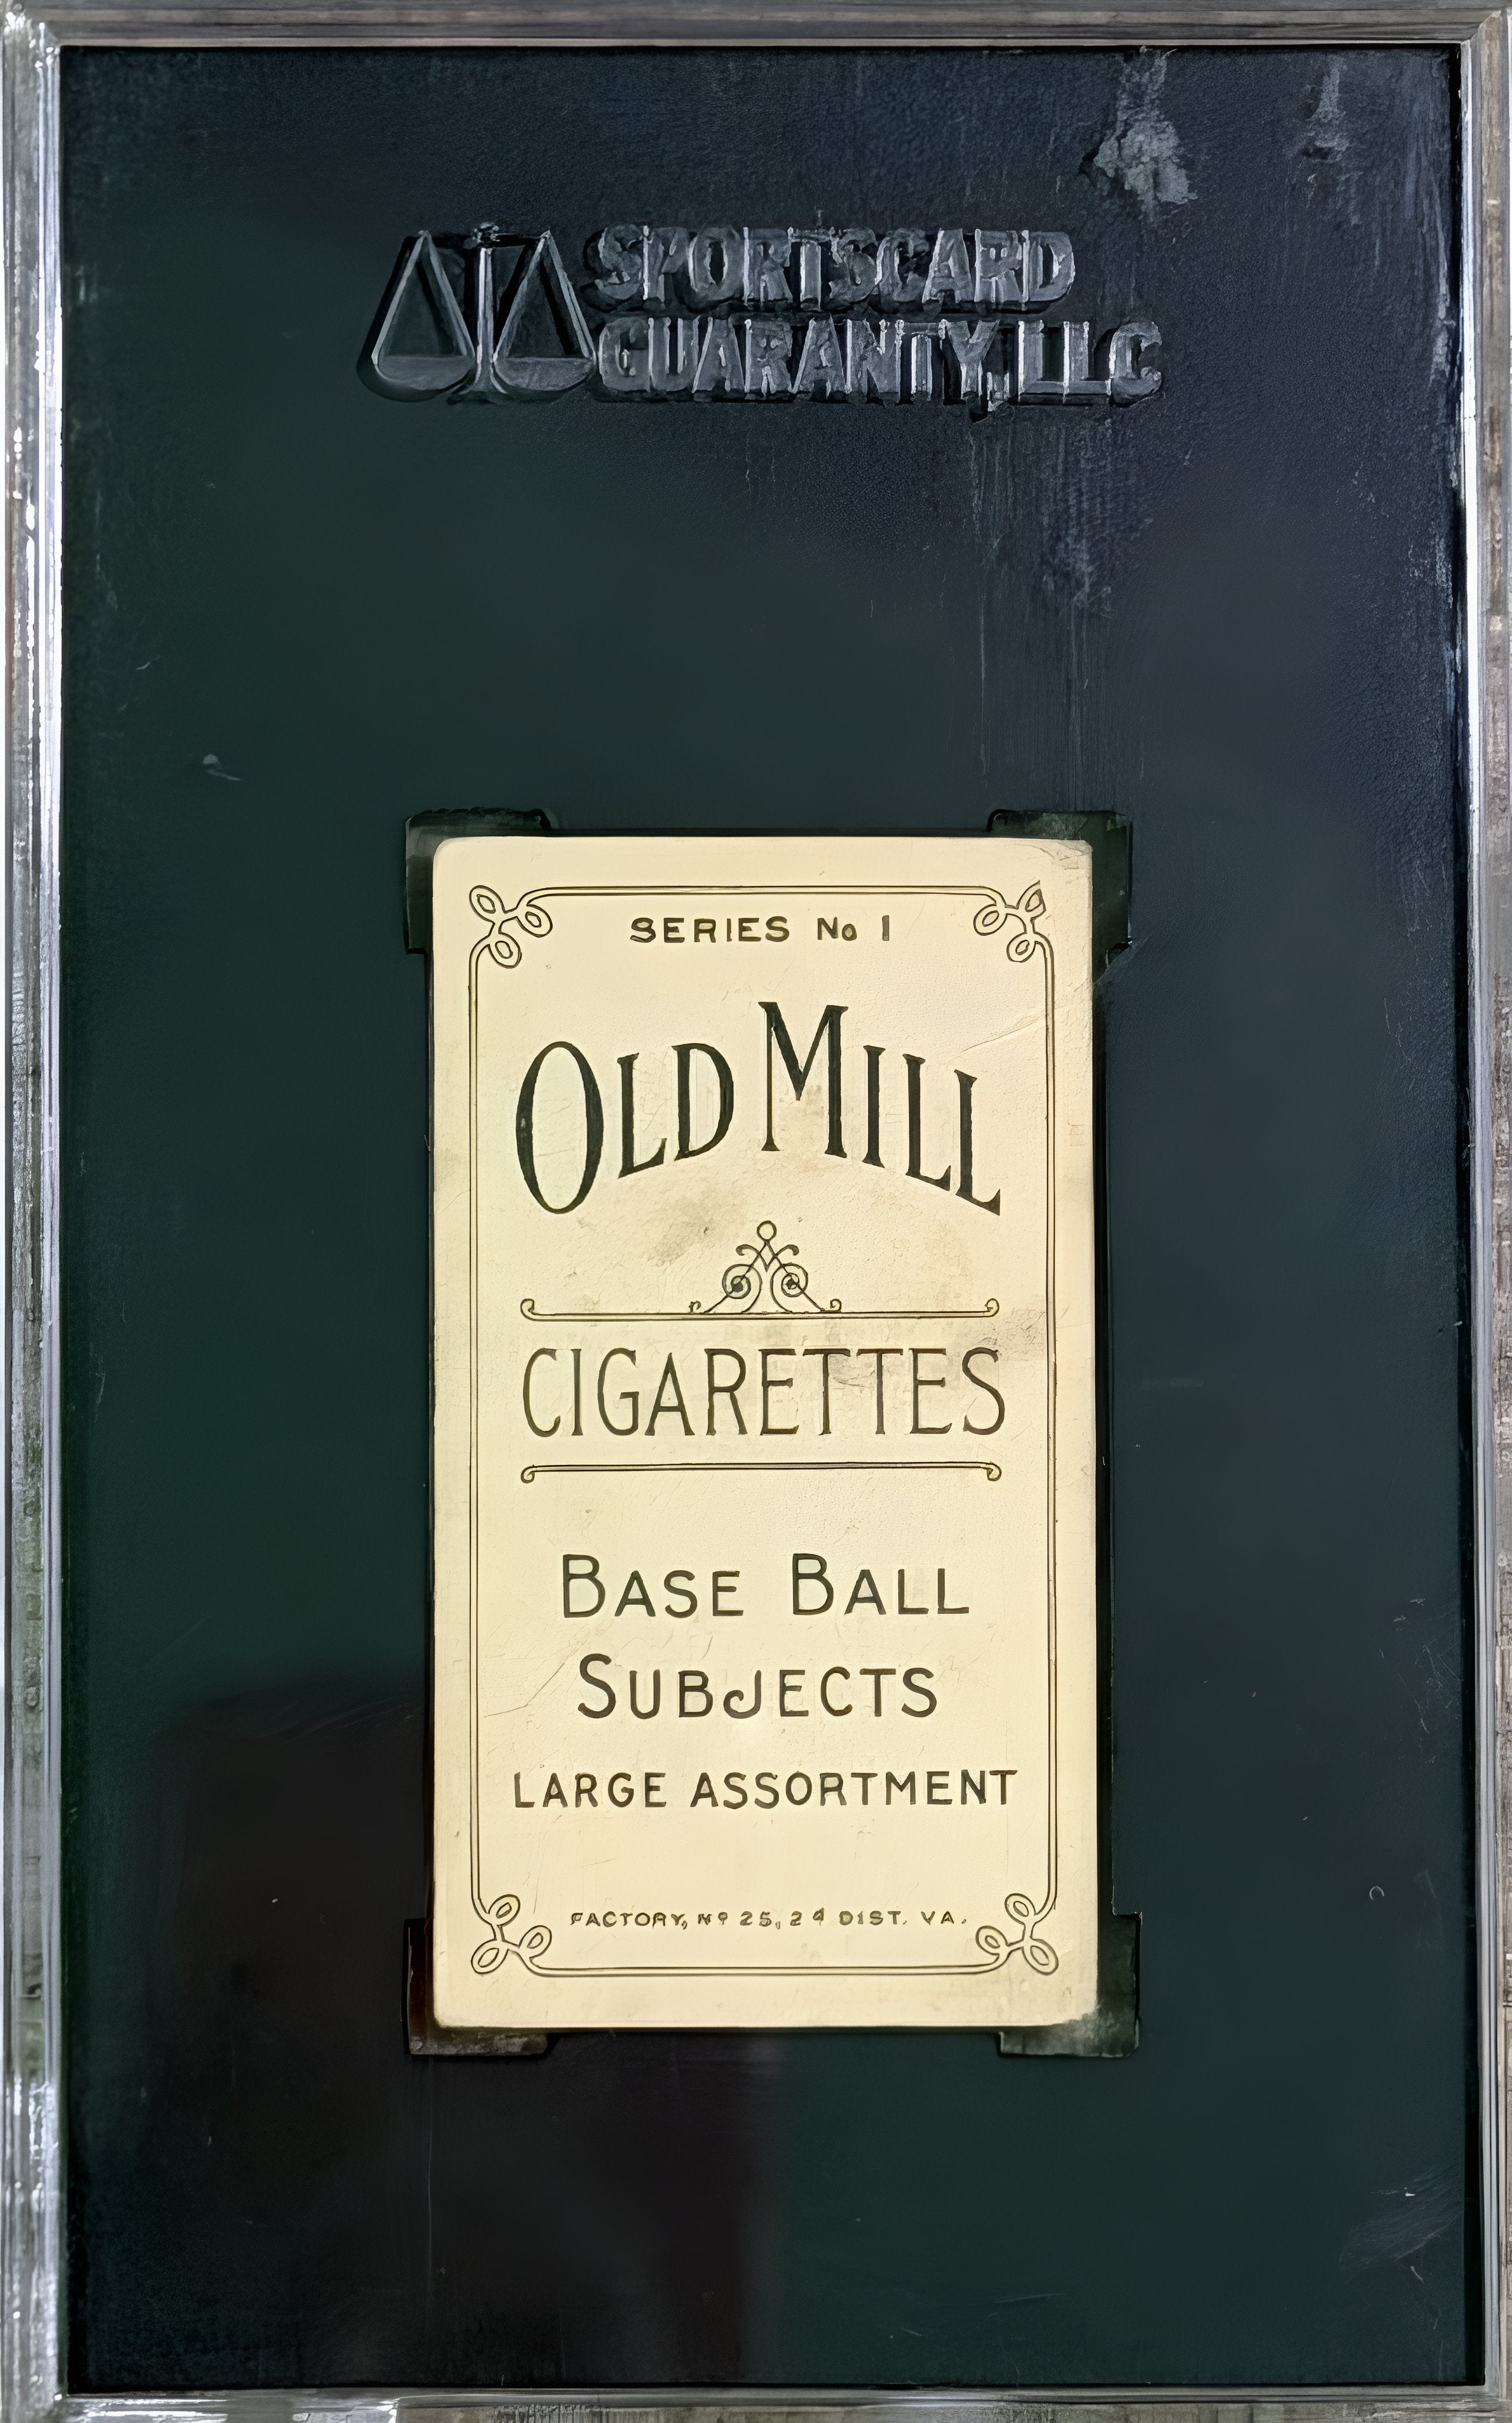 SPORTSCARD
GUARANTY, LLC
SERIES No 1
OLD MILL
CIGARETTES
BASE BALL
SUBJECTS
LARGE ASSORTMENT
FACTORY, Nº 25, 2d DIST. VA.